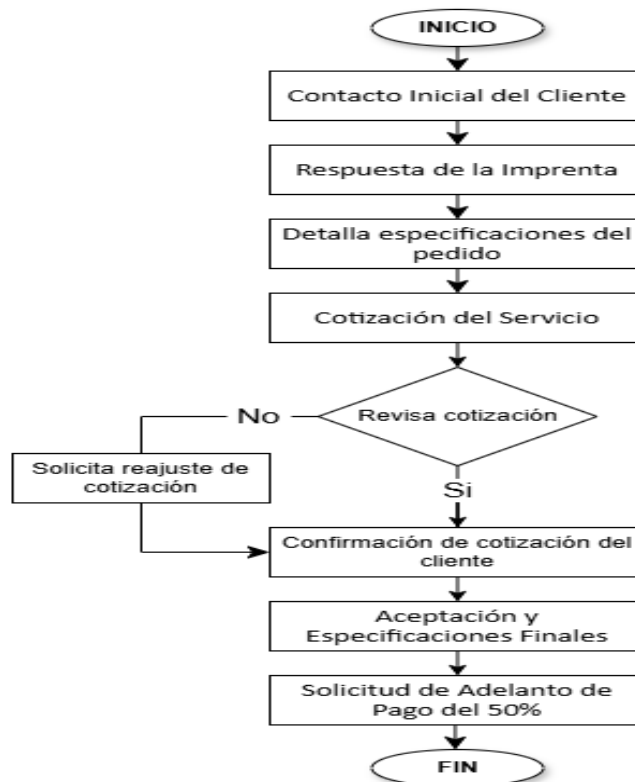 INICIO
Contacto Inicial del Cliente
Respuesta de la Imprenta
Detalla especificaciones del
pedido
Cotización del Servicio
Revisa cotización
No
Solicita reajuste de
cotización
Si
Confirmación de cotización del
cliente
Aceptación y
Especificaciones Finales
Solicitud de Adelanto de
Pago del 50%
FIN